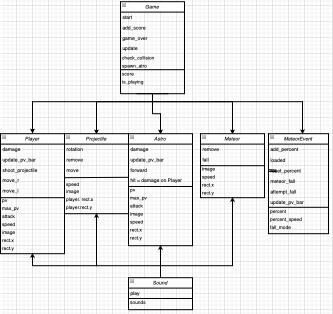 Game
start
add_score
game_over
update
check_collision
spawn_atro
score
is_playing
Player
damage
update_pv_bar
shoot_projectile
move_r
move_l
pv
max_pv
attack
speed
image
rect.x
rect.y
Projectile
rotation
remove
move
speed
image
player. rect.x
player.rect.y
Astro
damage
update_pv_bar
forward
hit = damage on Player
pv
max_pv
attack
image
speed
rect.x
rect.y
Meteor
remove
fall
image
speed
rect.x
rect.y
MeteorEvent
add_percent
loaded
reset_percent
meteor_fall
attempt_fall
update_pv_bar
percent
percent_speed
fall_mode
Sound
play
sounds